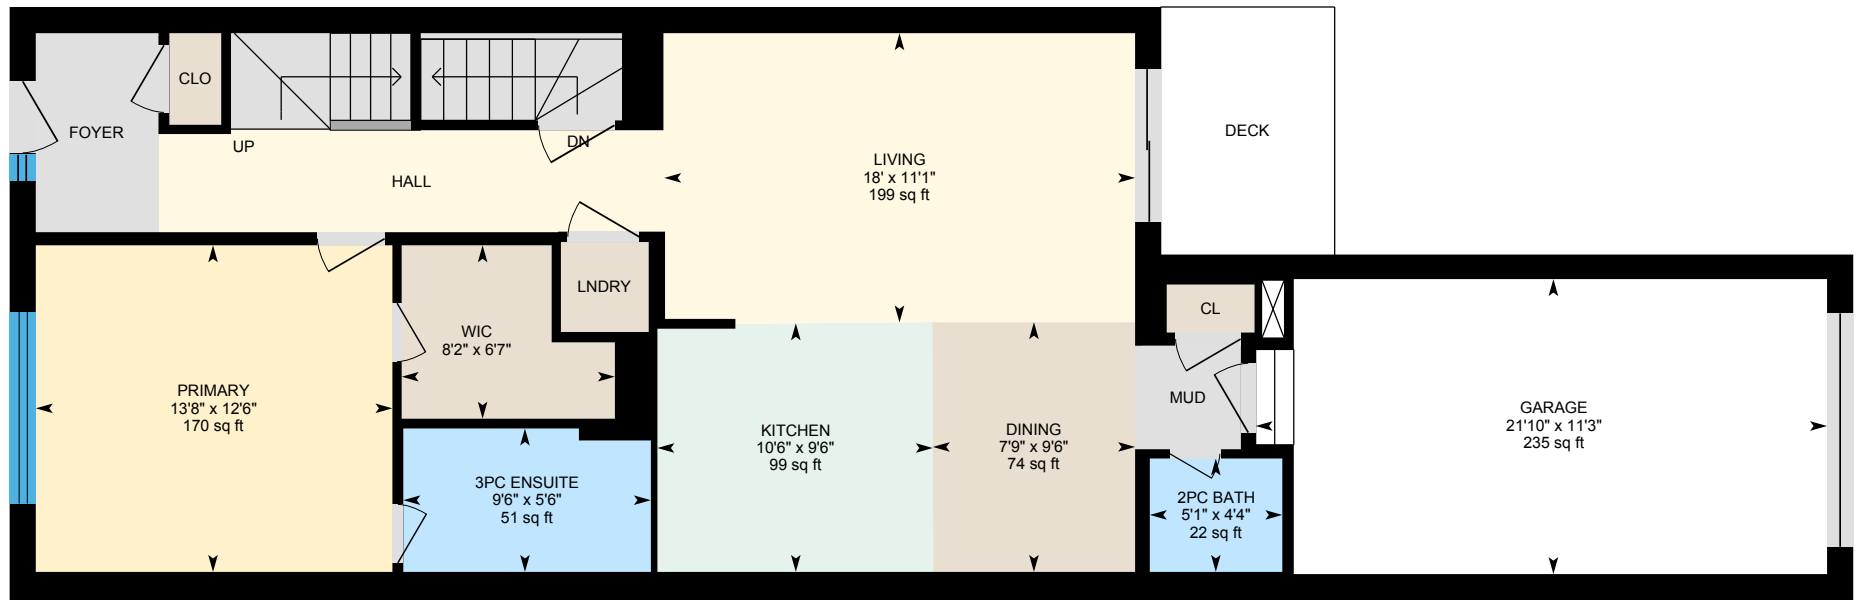 CLO
FOYER
UP
DN
HALL
LIVING
18' x 11'1"
199 sq ft
DECK
LNDRY
WIC
8'2" x 6'7"
CL
PRIMARY
13'8" x 12'6"
170 sq ft
MUD
KITCHEN
10'6" x 9'6"
99 sq ft
DINING
7'9" x 9'6"
74 sq ft
GARAGE
21'10" x 11'3"
235 sq ft
3PC ENSUITE
9'6" x 5'6"
51 sq ft
2PC BATH
5'1" x 4'4"
22 sq ft